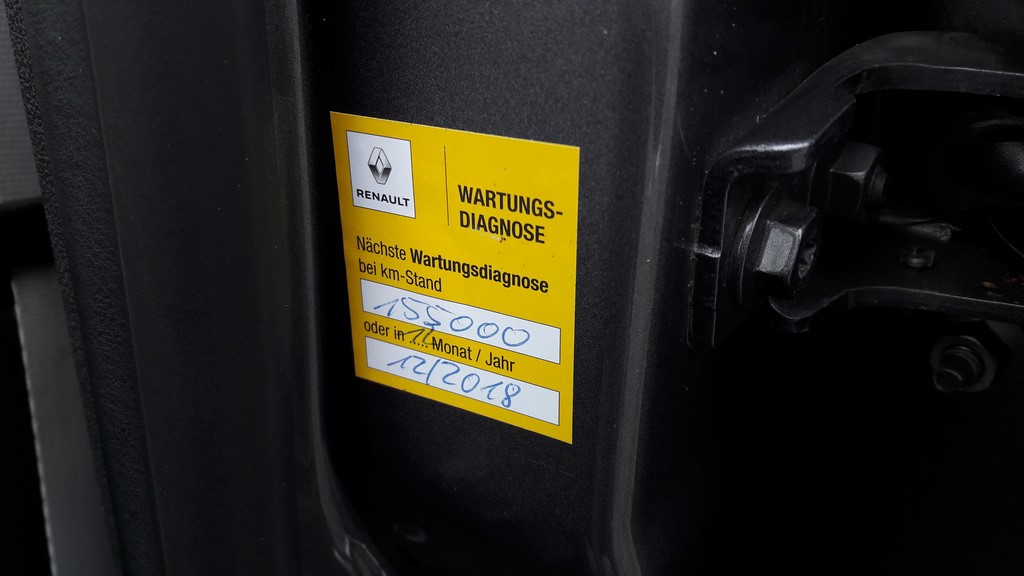 RENAULT
WARTUNGS-
DIAGNOSE
Nächste Wartungsdiagnose
bei km-Stand
155000
oder in .... Monat / Jahr
12/2018